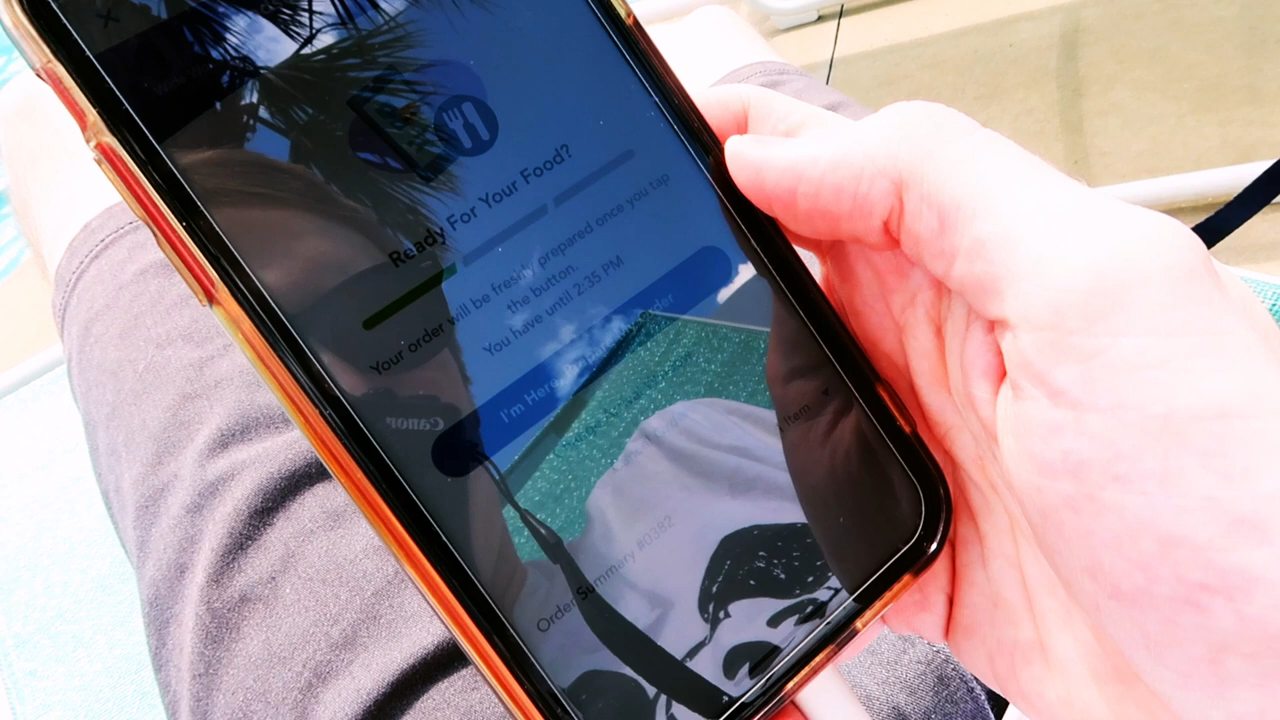 Ready For Your Food?
Your order will be freshly prepared once you tap
the button.
You have until 2:35 PM
I'm Here, Prepare My Order
Item
Order Summary #0382
Canon